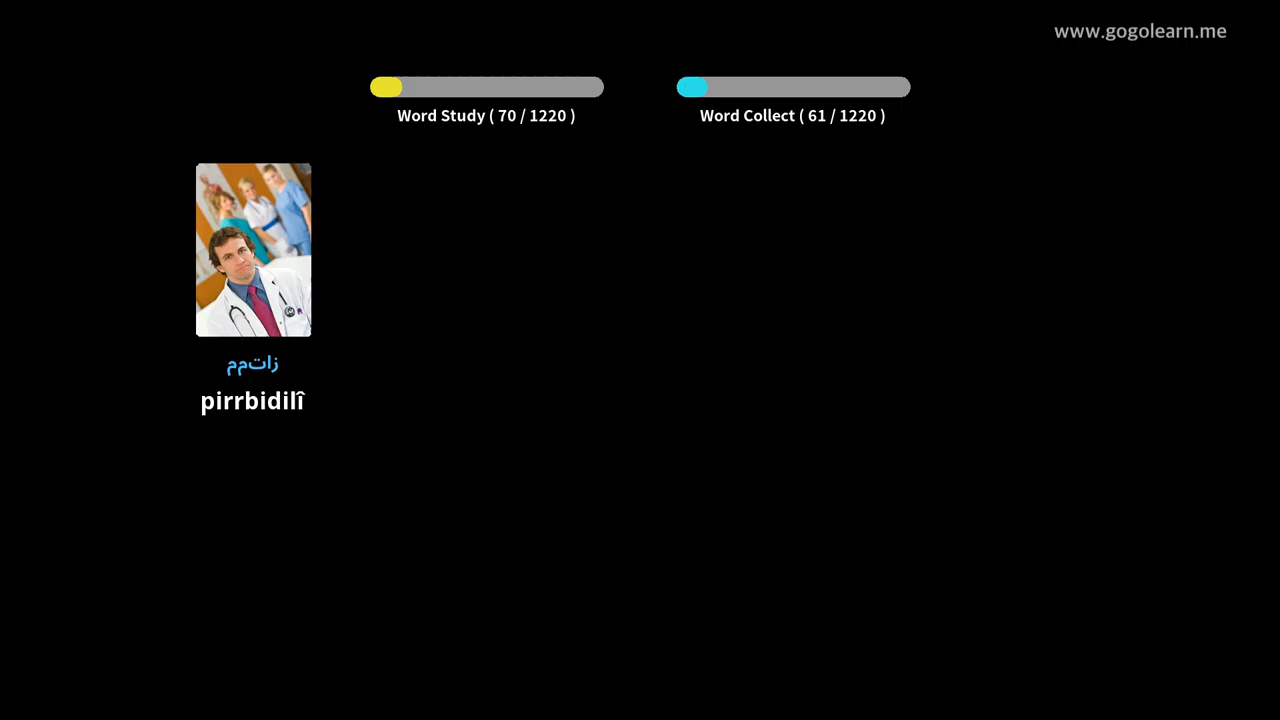 www.gogolearn.me
Word Study ( 70 / 1220 )
Word Collect ( 61 / 1220 )
ممتاز
pirrbidilî